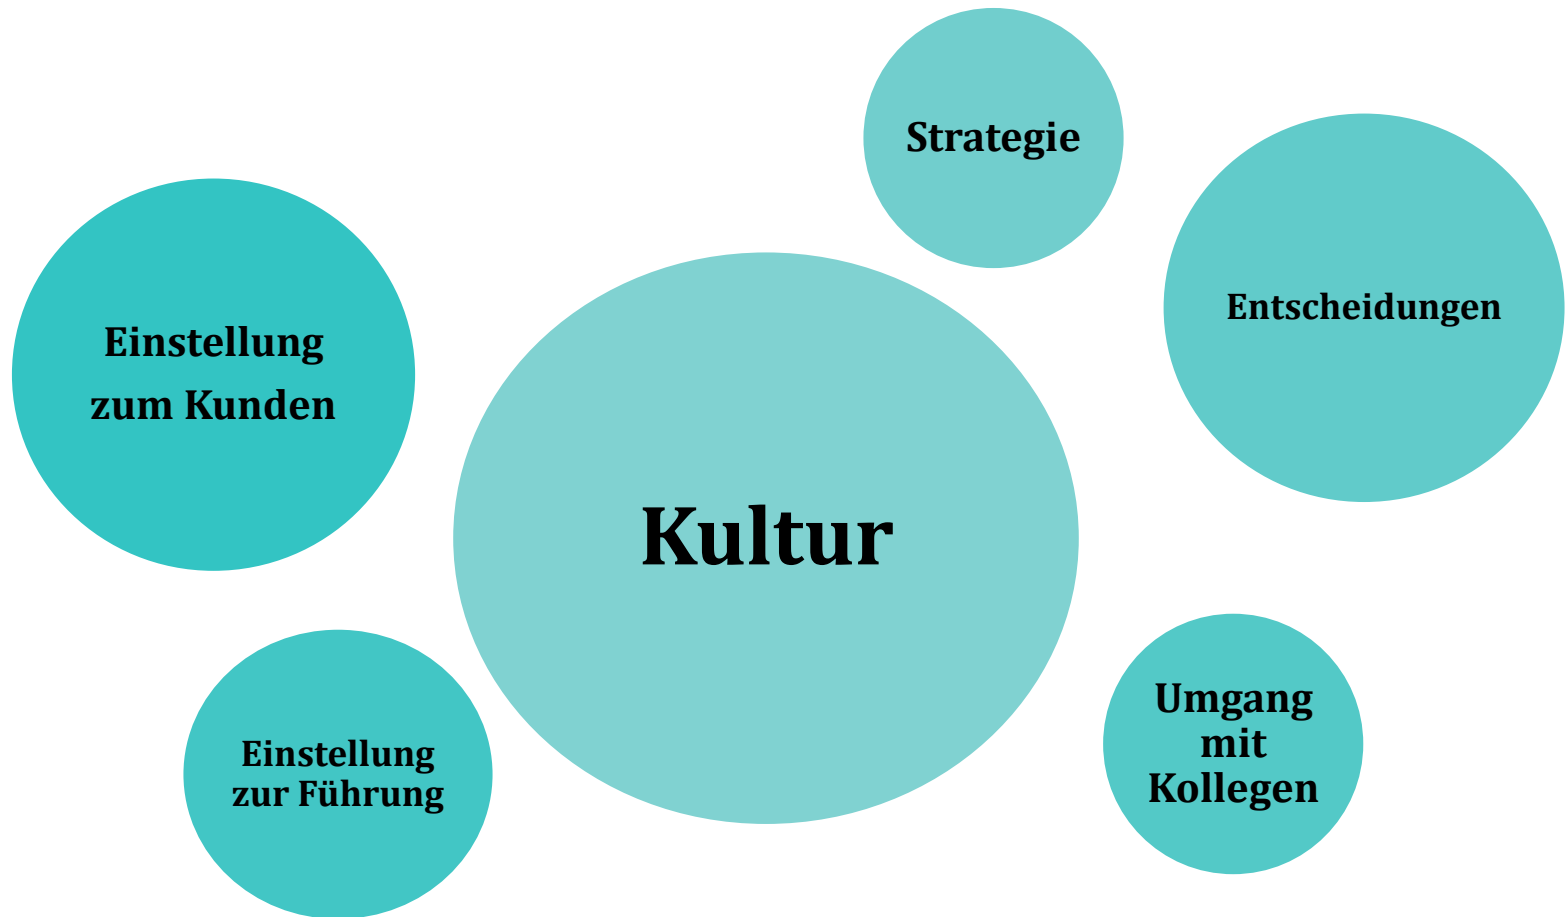 Strategie
Entscheidungen
Einstellung
zum Kunden
Kultur
Einstellung
zur Führung
Umgang
mit
Kollegen